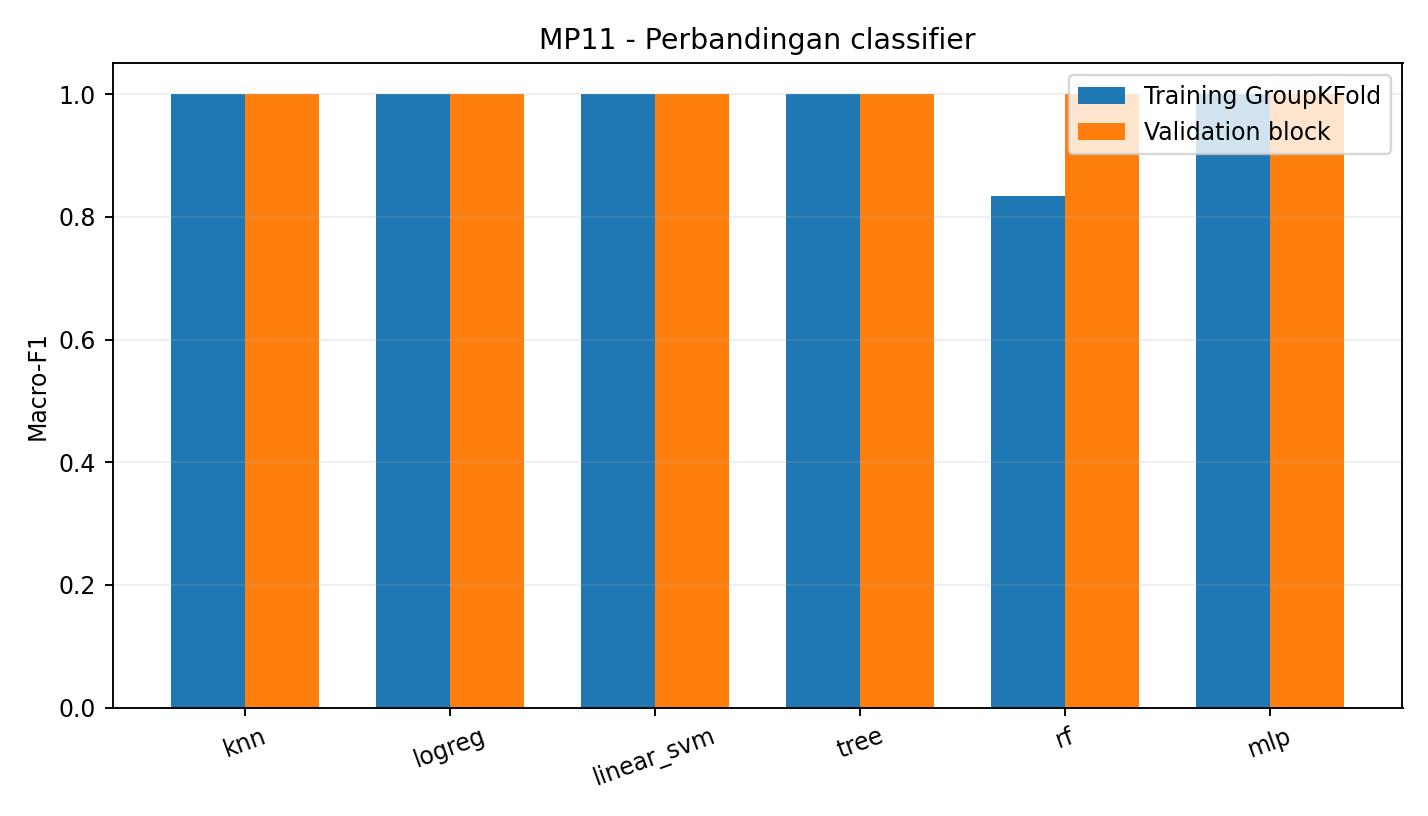 MP11 - Perbandingan classifier
Training GroupKFold
Validation block
Macro-F1
1.0
0.8
0.6
0.4
0.2
0.0
knn
logreg
linear_svm
tree
rf
mlp